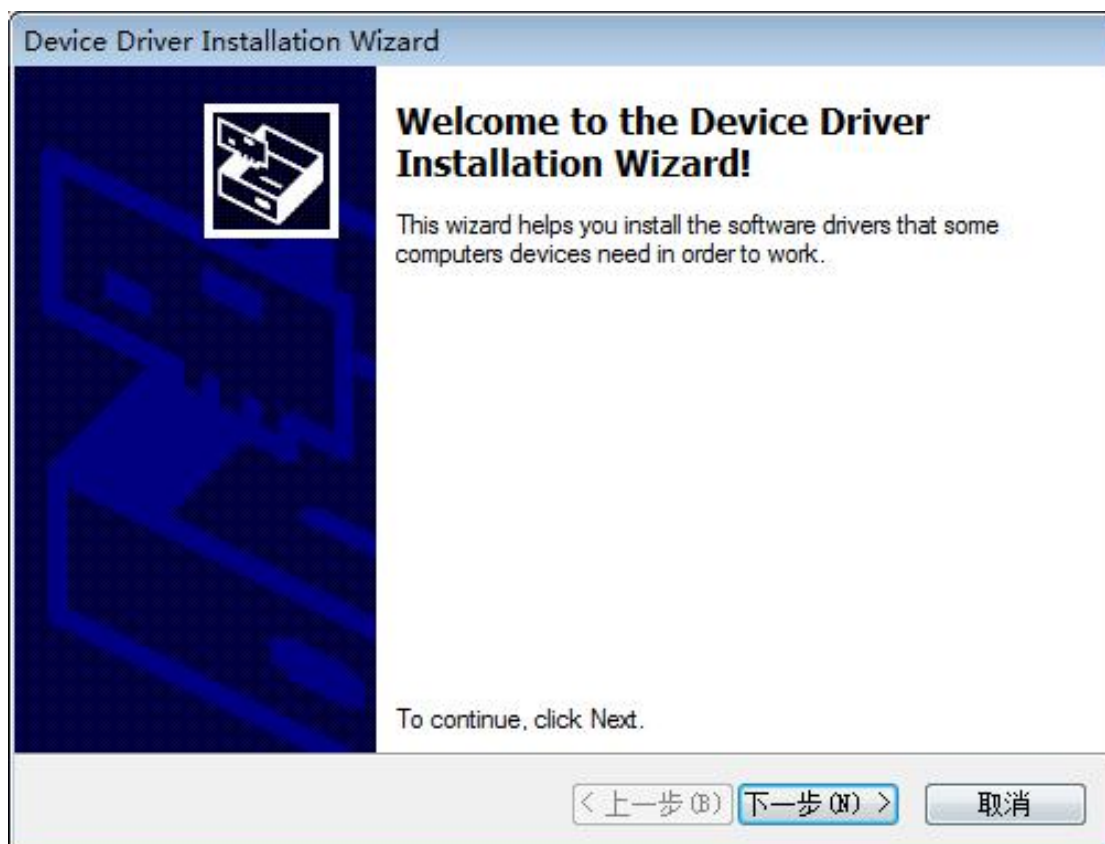 Device Driver Installation Wizard
Welcome to the Device Driver
Installation Wizard!
This wizard helps you install the software drivers that some
computers devices need in order to work.
To continue, click Next.
< 上一步(B) 下一步(N) > 取消